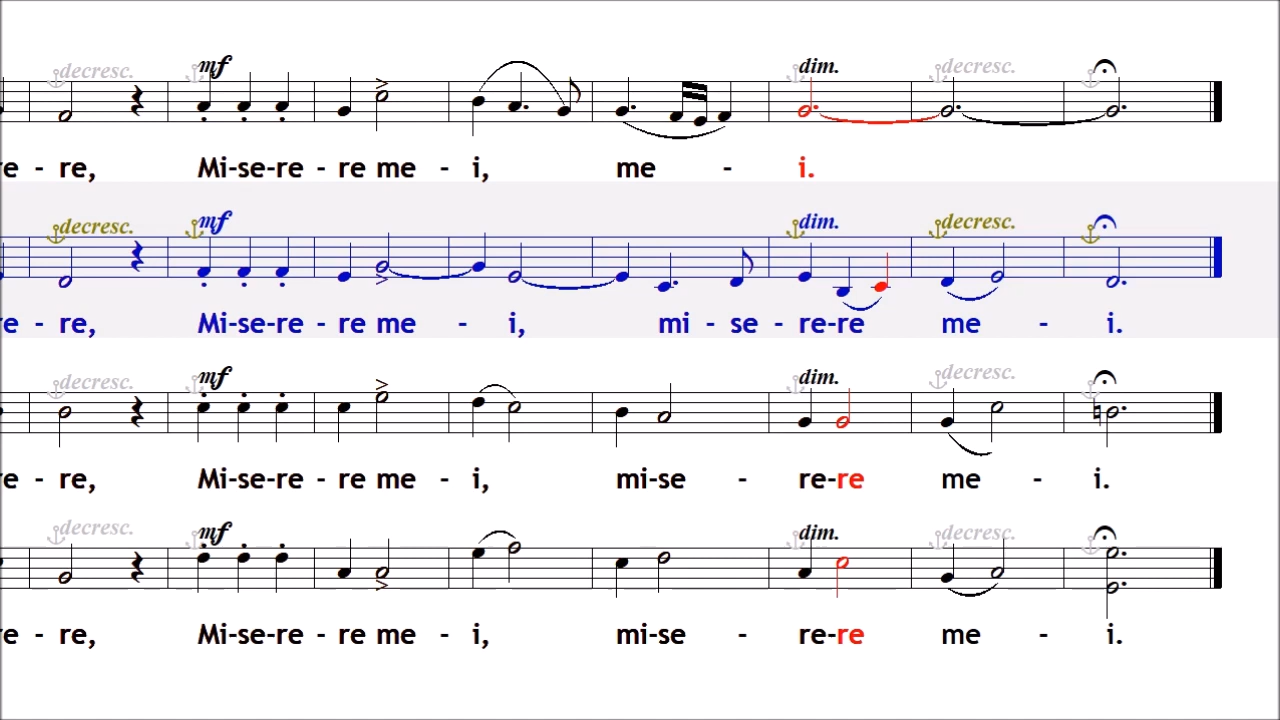 decresc. mf dim. decresc.
re - re, Mi-se-re - re me - i, me - i.
decresc. mf dim. decresc.
re - re, Mi-se-re - re me - i, mi - se - re-re me - i.
decresc. mf dim. decresc.
re - re, Mi-se-re - re me - i, mi-se - re-re me - i.
decresc. mf dim. decresc.
re - re, Mi-se-re - re me - i, mi-se - re-re me - i.